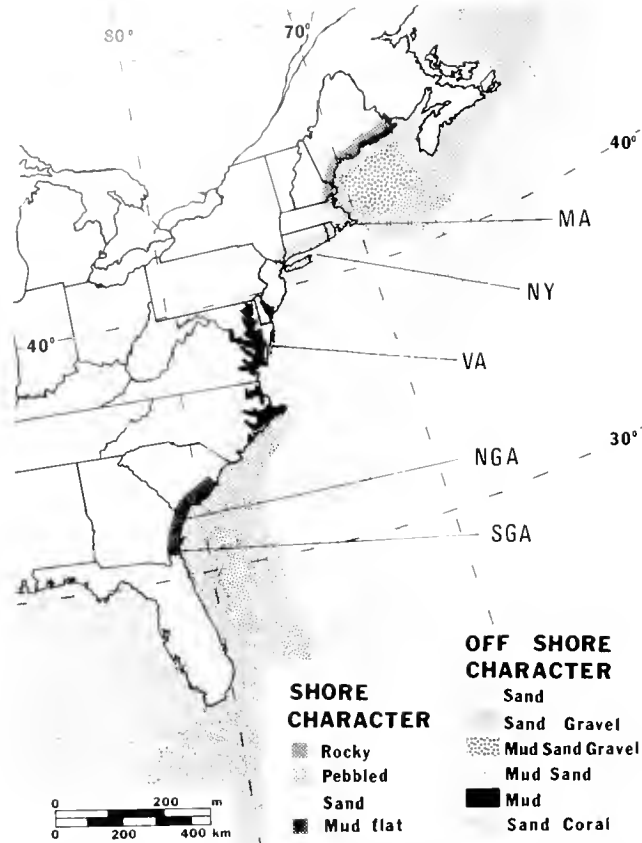 80°
70°
40°
MA
NY
40°
VA
30°
NGA
SGA
SHORE
CHARACTER
Rocky
Pebbled
Sand
Mud flat
OFF SHORE
CHARACTER
Sand
Sand Gravel
Mud Sand Gravel
Mud Sand
Mud
Sand Coral
0 200 m
0 200 400 km